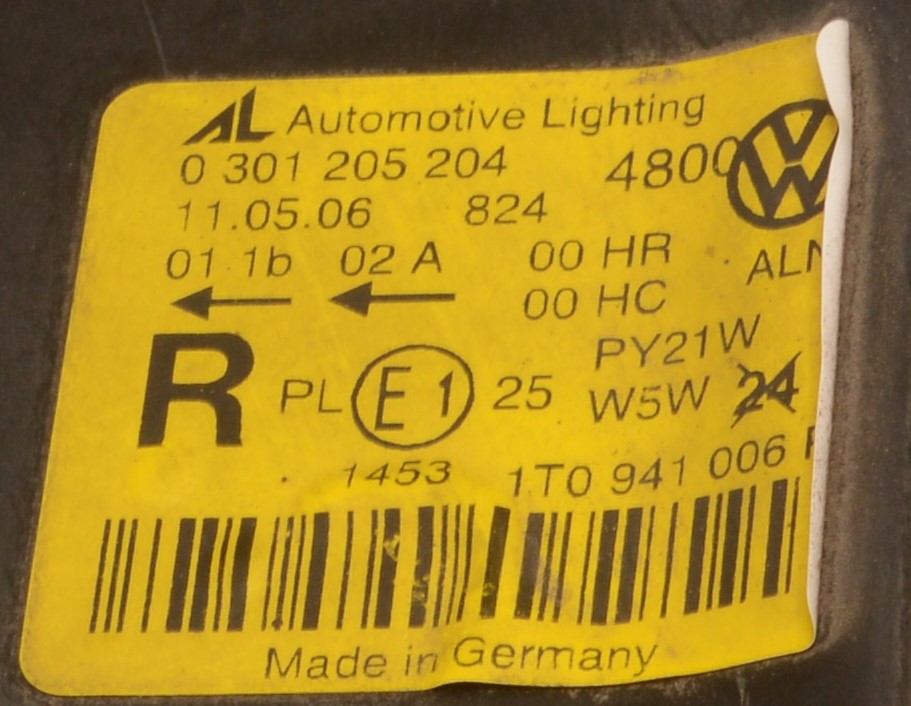 AL Automotive Lighting
0 301 205 204 4800 VW
11.05.06 824
01 1b 02 A 00 HR
← ← 00 HC
PY21W
R PL E1 25 W5W 24
1453 1T0 941 006
Made in Germany